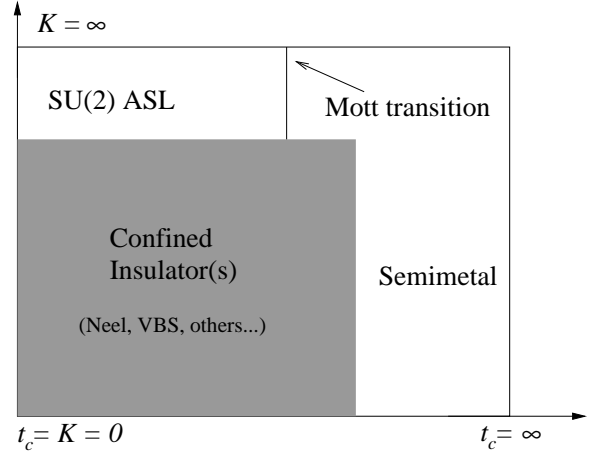 K = ∞
SU(2) ASL
Mott transition
Confined
Insulator(s)
(Neel, VBS, others...)
Semimetal
t_c = K = 0
t_c = ∞